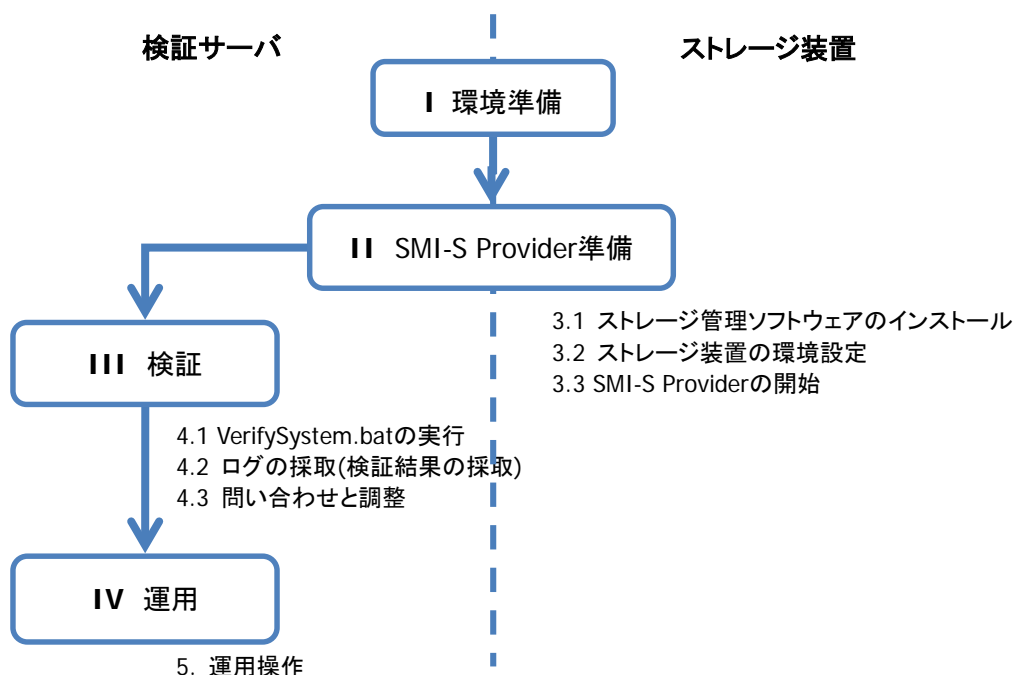 検証サーバ
ストレージ装置
I 環境準備
II SMI-S Provider準備
3.1 ストレージ管理ソフトウェアのインストール
3.2 ストレージ装置の環境設定
3.3 SMI-S Providerの開始
III 検証
4.1 VerifySystem.batの実行
4.2 ログの採取(検証結果の採取)
4.3 問い合わせと調整
IV 運用
5. 運用操作